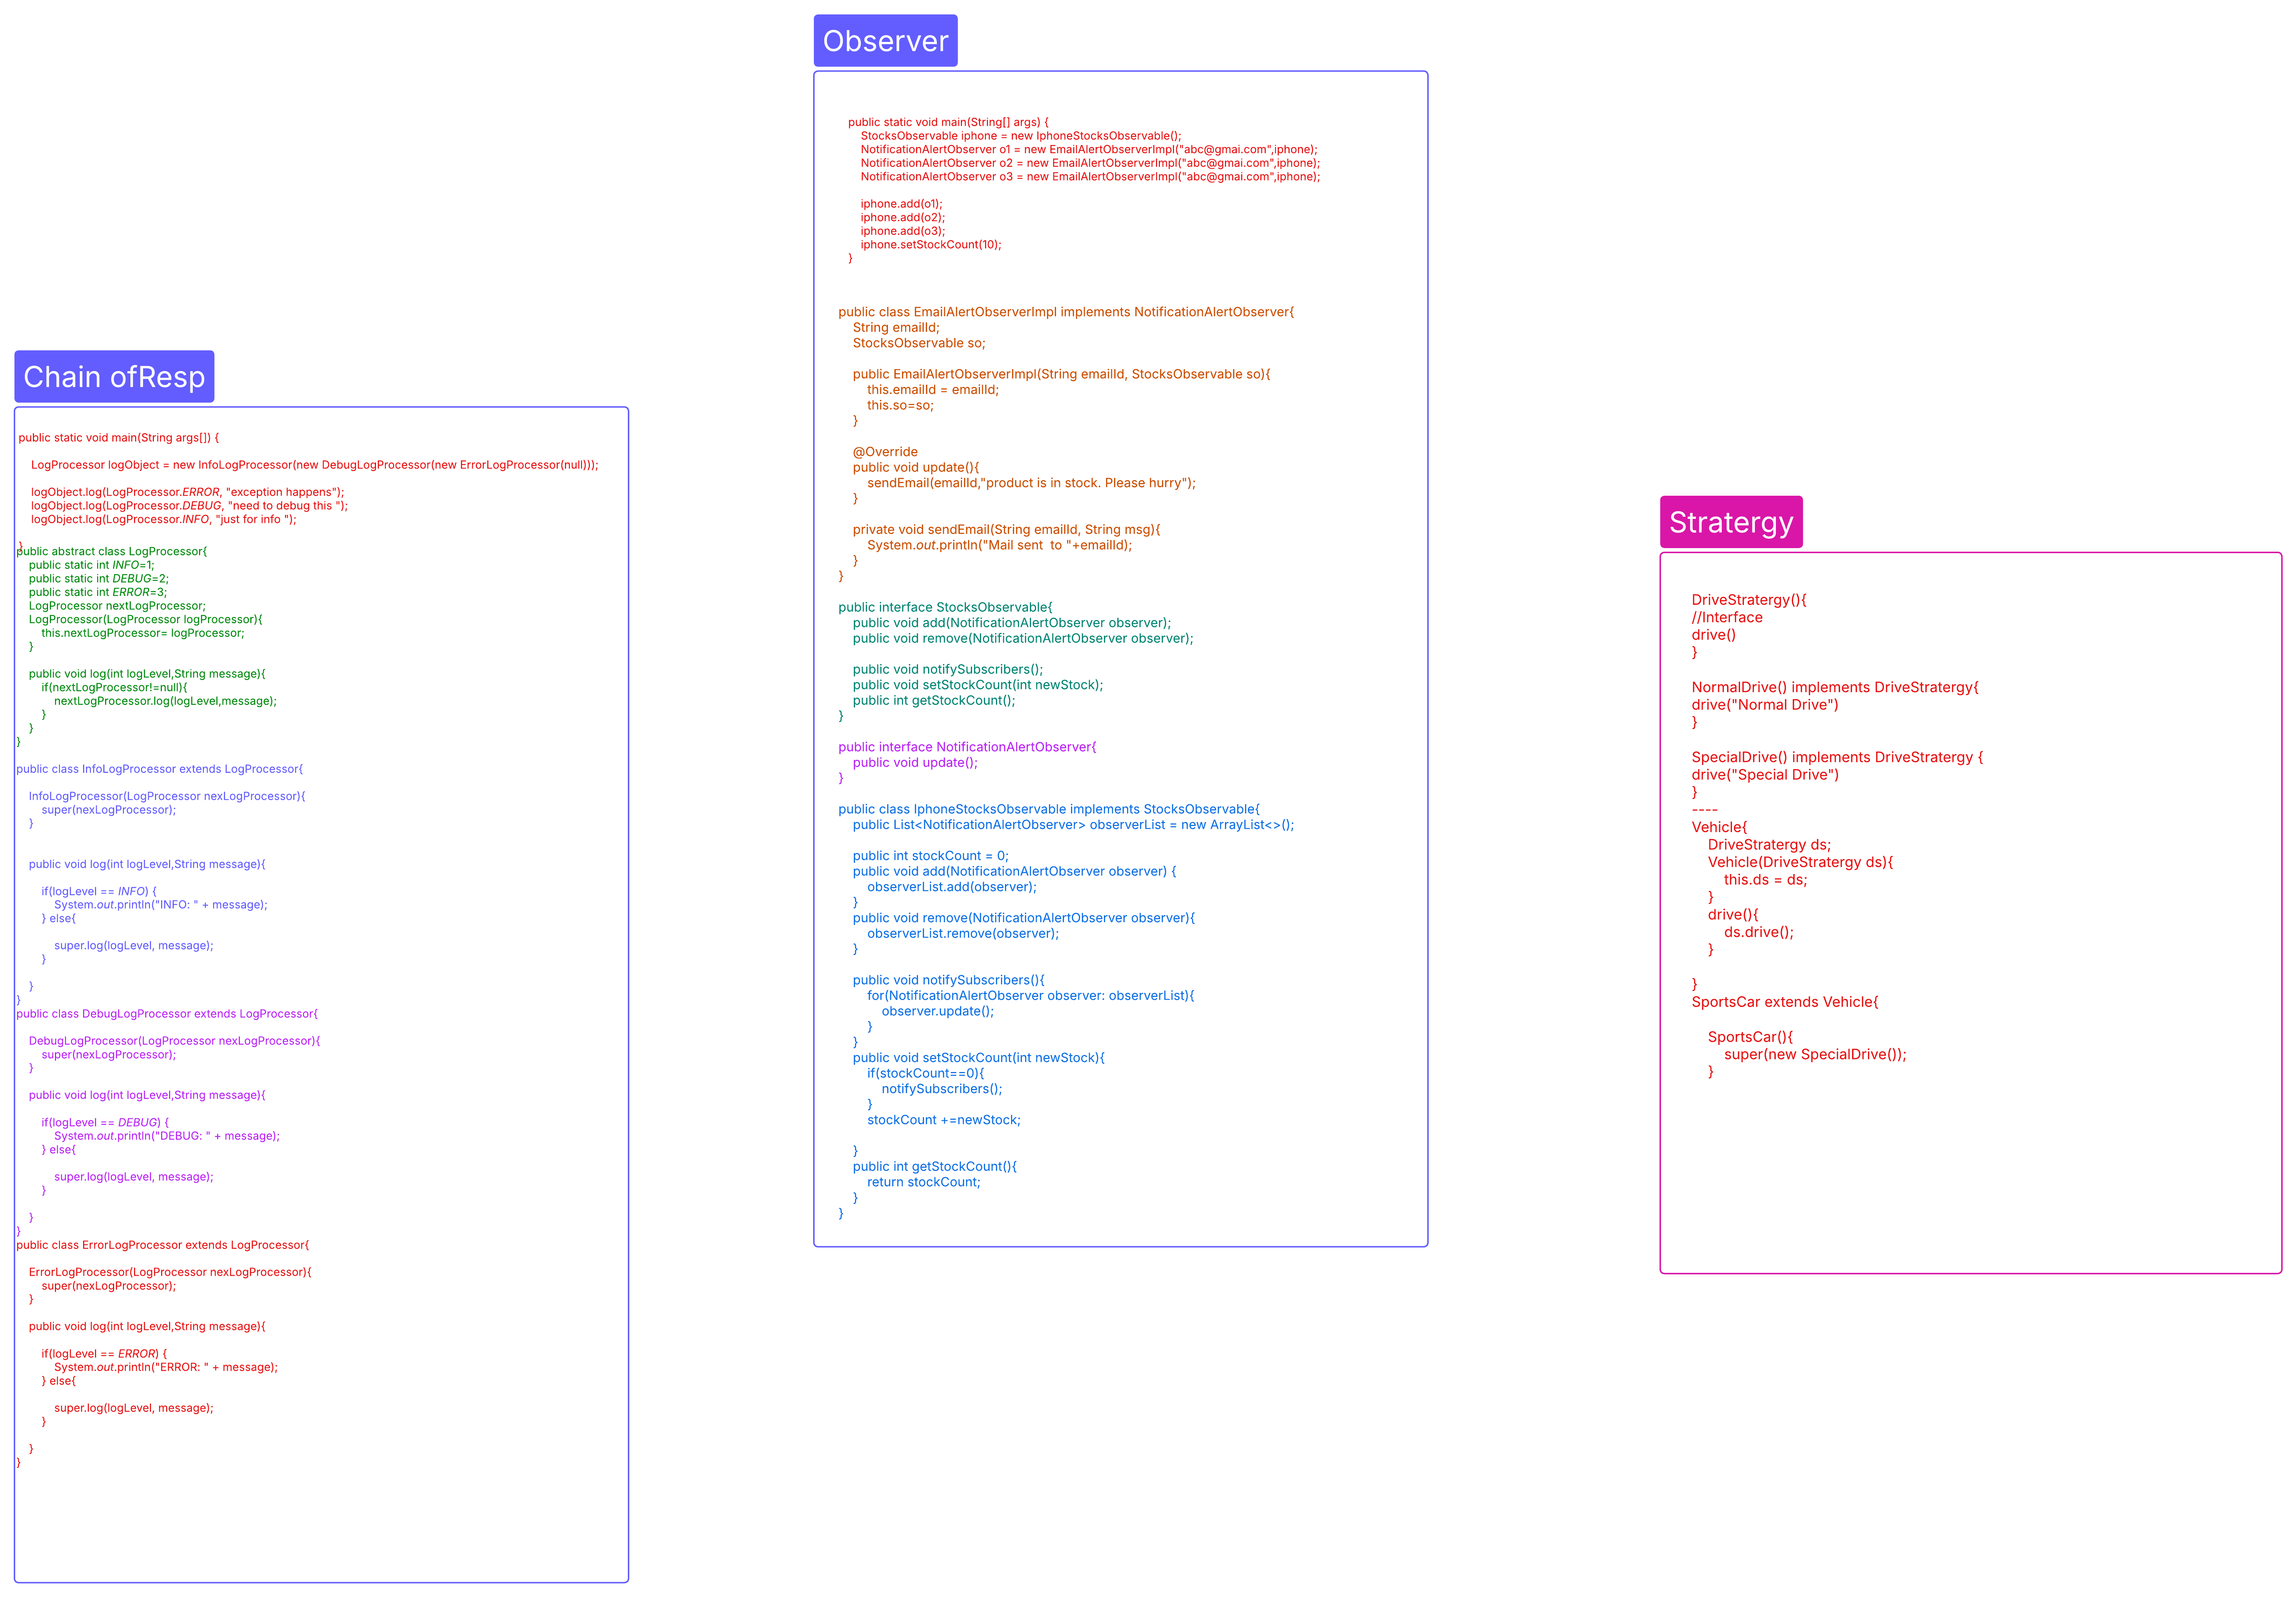 Chain ofResp
public static void main(String args[]) {
LogProcessor logObject = new InfoLogProcessor(new DebugLogProcessor(new ErrorLogProcessor(null)));
logObject.log(LogProcessor.ERROR, "exception happens");
logObject.log(LogProcessor.DEBUG, "need to debug this ");
logObject.log(LogProcessor.INFO, "just for info ");
}
public abstract class LogProcessor{
public static int INFO=1;
public static int DEBUG=2;
public static int ERROR=3;
LogProcessor nextLogProcessor;
LogProcessor(LogProcessor logProcessor){
this.nextLogProcessor= logProcessor;
}
public void log(int logLevel,String message){
if(nextLogProcessor!=null){
nextLogProcessor.log(logLevel,message);
}
}
}
public class InfoLogProcessor extends LogProcessor{
InfoLogProcessor(LogProcessor nexLogProcessor){
super(nexLogProcessor);
}
public void log(int logLevel,String message){
if(logLevel == INFO) {
System.out.println("INFO: " + message);
} else{
super.log(logLevel, message);
}
}
}
public class DebugLogProcessor extends LogProcessor{
DebugLogProcessor(LogProcessor nexLogProcessor){
super(nexLogProcessor);
}
public void log(int logLevel,String message){
if(logLevel == DEBUG) {
System.out.println("DEBUG: " + message);
} else{
super.log(logLevel, message);
}
}
}
public class ErrorLogProcessor extends LogProcessor{
ErrorLogProcessor(LogProcessor nexLogProcessor){
super(nexLogProcessor);
}
public void log(int logLevel,String message){
if(logLevel == ERROR) {
System.out.println("ERROR: " + message);
} else{
super.log(logLevel, message);
}
}
}
Observer
public static void main(String[] args) {
StocksObservable iphone = new IphoneStocksObservable();
NotificationAlertObserver o1 = new EmailAlertObserverImpl("abc@gmai.com",iphone);
NotificationAlertObserver o2 = new EmailAlertObserverImpl("abc@gmai.com",iphone);
NotificationAlertObserver o3 = new EmailAlertObserverImpl("abc@gmai.com",iphone);
iphone.add(o1);
iphone.add(o2);
iphone.add(o3);
iphone.setStockCount(10);
}
public class EmailAlertObserverImpl implements NotificationAlertObserver{
String emailId;
StocksObservable so;
public EmailAlertObserverImpl(String emailId, StocksObservable so){
this.emailId = emailId;
this.so=so;
}
@Override
public void update(){
sendEmail(emailId,"product is in stock. Please hurry");
}
private void sendEmail(String emailId, String msg){
System.out.println("Mail sent  to "+emailId);
}
}
public interface StocksObservable{
public void add(NotificationAlertObserver observer);
public void remove(NotificationAlertObserver observer);
public void notifySubscribers();
public void setStockCount(int newStock);
public int getStockCount();
}
public interface NotificationAlertObserver{
public void update();
}
public class IphoneStocksObservable implements StocksObservable{
public List<NotificationAlertObserver> observerList = new ArrayList<>();
public int stockCount = 0;
public void add(NotificationAlertObserver observer) {
observerList.add(observer);
}
public void remove(NotificationAlertObserver observer){
observerList.remove(observer);
}
public void notifySubscribers(){
for(NotificationAlertObserver observer: observerList){
observer.update();
}
}
public void setStockCount(int newStock){
if(stockCount==0){
notifySubscribers();
}
stockCount +=newStock;
}
public int getStockCount(){
return stockCount;
}
}
Stratergy
DriveStratergy(){
//Interface
drive()
}
NormalDrive() implements DriveStratergy{
drive("Normal Drive")
}
SpecialDrive() implements DriveStratergy {
drive("Special Drive")
}
----
Vehicle{
DriveStratergy ds;
Vehicle(DriveStratergy ds){
this.ds = ds;
}
drive(){
ds.drive();
}
}
SportsCar extends Vehicle{
SportsCar(){
super(new SpecialDrive());
}